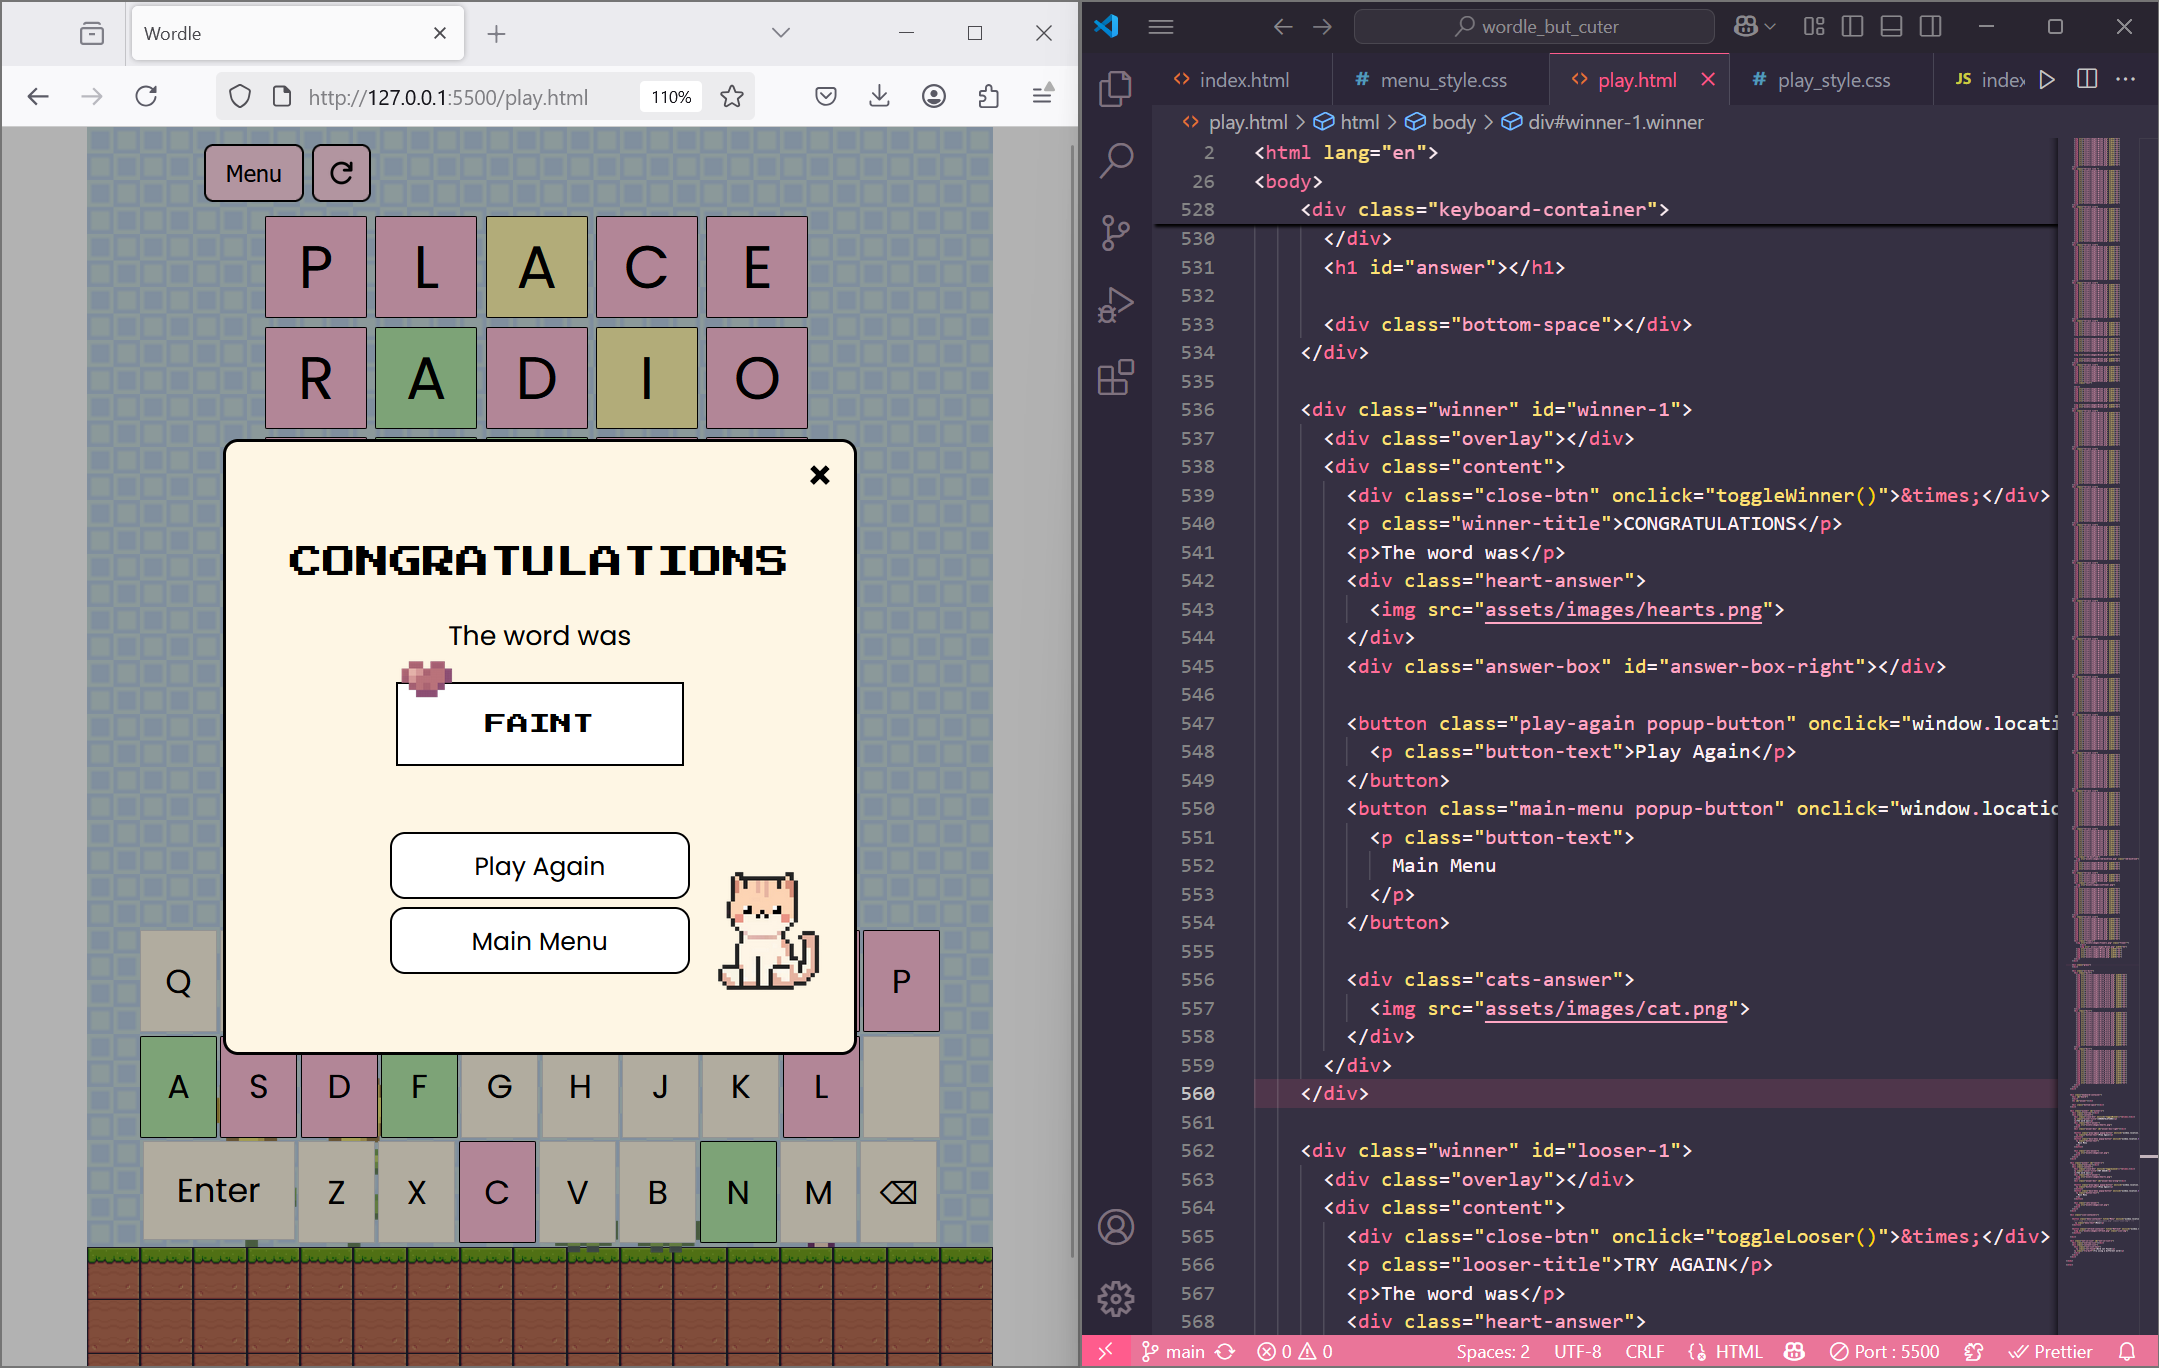 Wordle
http://127.0.0.1:5500/play.html
110%
Menu
P L A C E
R A D I O
CONGRATULATIONS
The word was
FAINT
Play Again
Main Menu
Q P
A S D F G H J K L
Enter Z X C V B N M
wordle_but_cuter
index.html
# menu_style.css
play.html
# play_style.css
JS index
play.html > html > body > div#winner-1.winner
2 <html lang="en">
26 <body>
528 <div class="keyboard-container">
530 </div>
531 <h1 id="answer"></h1>
532
533 <div class="bottom-space"></div>
534 </div>
535
536 <div class="winner" id="winner-1">
537 <div class="overlay"></div>
538 <div class="content">
539 <div class="close-btn" onclick="toggleWinner()">&times;</div>
540 <p class="winner-title">CONGRATULATIONS</p>
541 <p>The word was</p>
542 <div class="heart-answer">
543 <img src="assets/images/hearts.png">
544 </div>
545 <div class="answer-box" id="answer-box-right"></div>
546
547 <button class="play-again popup-button" onclick="window.locati
548 <p class="button-text">Play Again</p>
549 </button>
550 <button class="main-menu popup-button" onclick="window.locatio
551 <p class="button-text">
552 Main Menu
553 </p>
554 </button>
555
556 <div class="cats-answer">
557 <img src="assets/images/cat.png">
558 </div>
559 </div>
560 </div>
561
562 <div class="winner" id="looser-1">
563 <div class="overlay"></div>
564 <div class="content">
565 <div class="close-btn" onclick="toggleLooser()">&times;</div>
566 <p class="looser-title">TRY AGAIN</p>
567 <p>The word was</p>
568 <div class="heart-answer">
main 0 0 Spaces: 2 UTF-8 CRLF {} HTML Port : 5500 Prettier